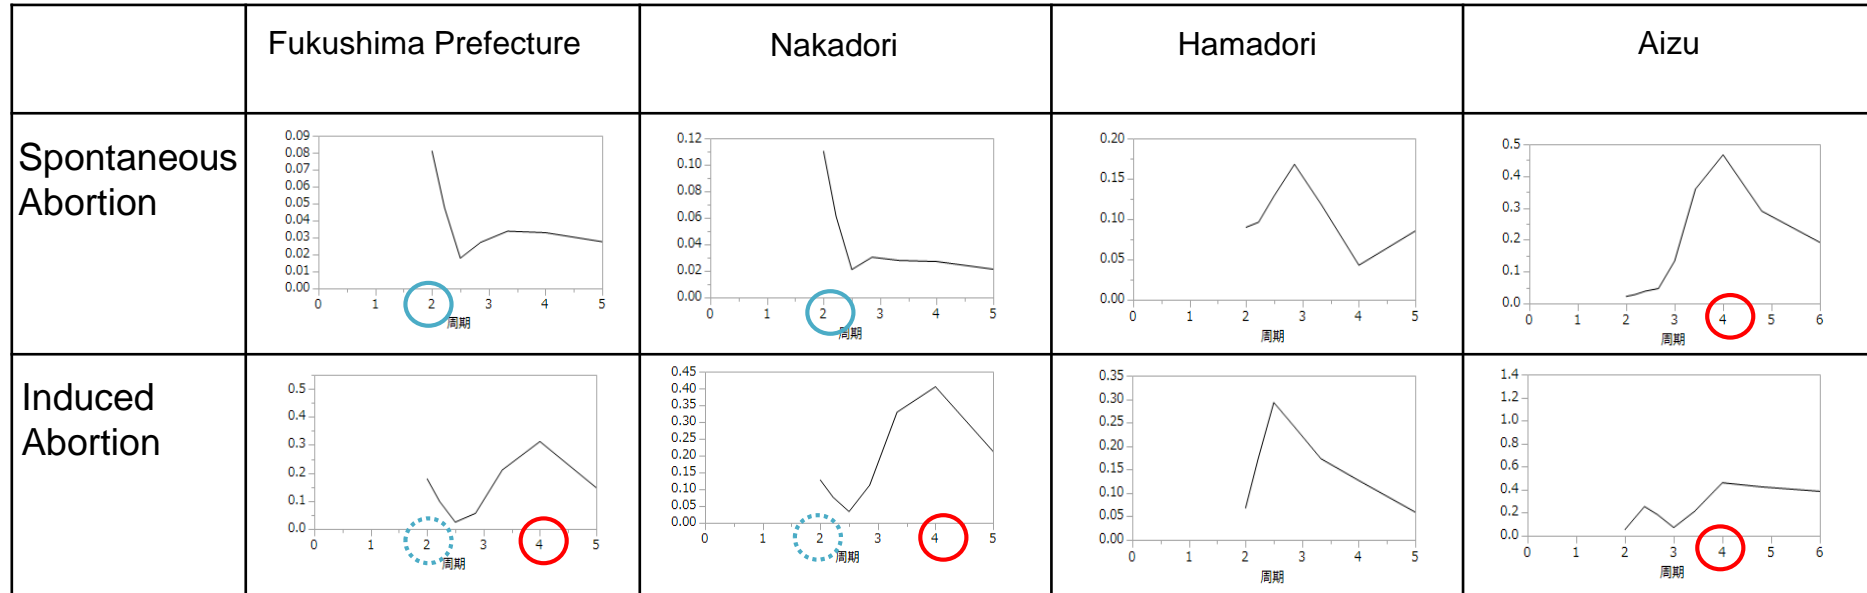 Fukushima Prefecture
Nakadori
Hamadori
Aizu
Spontaneous
Abortion
0.09
0.08
0.07
0.06
0.05
0.04
0.03
0.02
0.01
0.00
0 1 2 3 4 5
周期
0.12
0.10
0.08
0.06
0.04
0.02
0.00
0 1 2 3 4 5
周期
0.20
0.15
0.10
0.05
0.00
0 1 2 3 4 5
周期
0.5
0.4
0.3
0.2
0.1
0.0
0 1 2 3 4 5 6
周期
Induced
Abortion
0.5
0.4
0.3
0.2
0.1
0.0
0 1 2 3 4 5
周期
0.45
0.40
0.35
0.30
0.25
0.20
0.15
0.10
0.05
0.00
0 1 2 3 4 5
周期
0.35
0.30
0.25
0.20
0.15
0.10
0.05
0.00
0 1 2 3 4 5
周期
1.4
1.2
1.0
0.8
0.6
0.4
0.2
0.0
0 1 2 3 4 5 6
周期